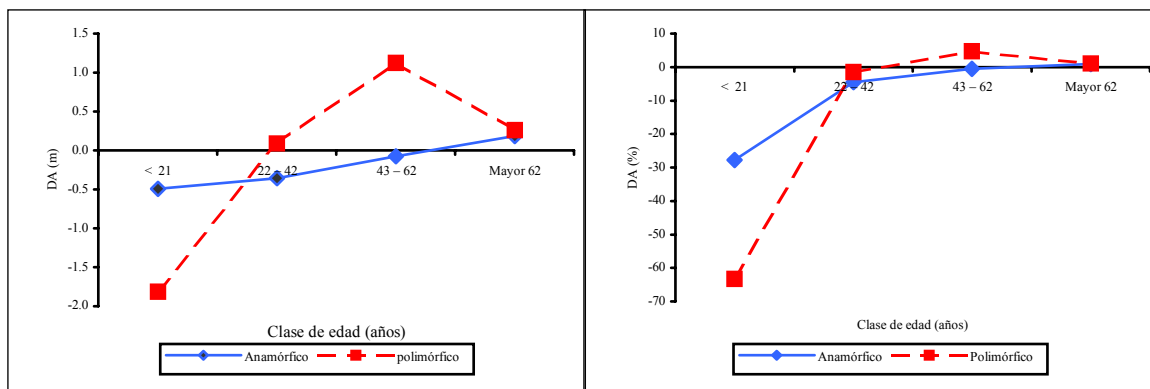 1.5
1.0
0.5
0.0
-0.5
-1.0
-1.5
-2.0
DA (m)
< 21
22 – 42
43 – 62
Mayor 62
Clase de edad (años)
Anamórfico
polimórfico
10
0
-10
-20
-30
-40
-50
-60
-70
DA (%)
< 21
22 – 42
43 – 62
Mayor 62
Clase de edad (años)
Anamórfico
Polimórfico